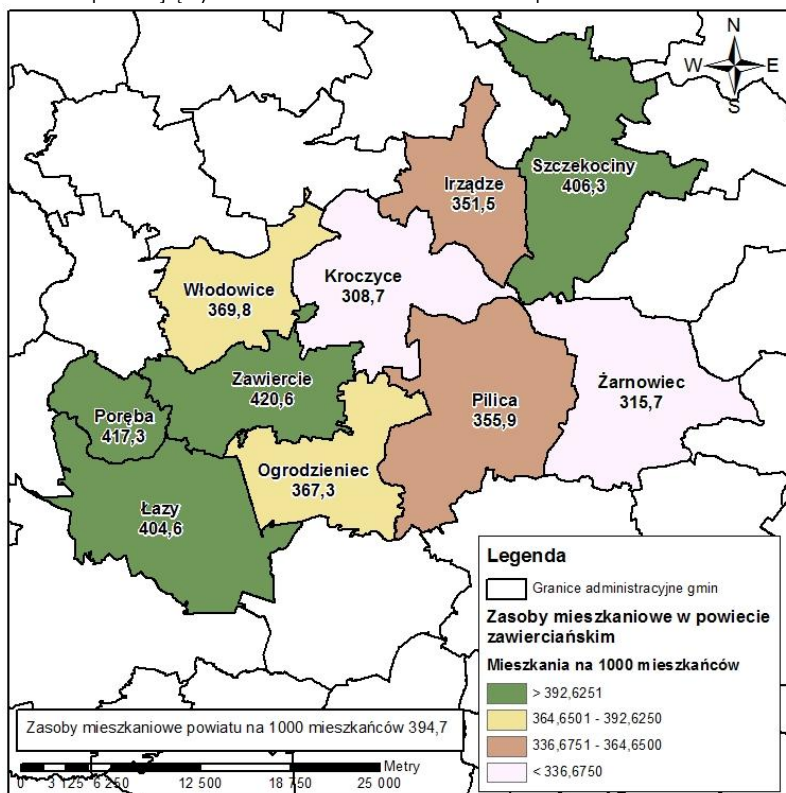 N
W E
S
Irządze
351,5
Szczekociny
406,3
Włodowice
369,8
Kroczyce
308,7
Zawiercie
420,6
Poręba
417,3
Pilica
355,9
Żarnowiec
315,7
Ogrodzieniec
367,3
Łazy
404,6
Legenda
Granice administracyjne gmin
Zasoby mieszkaniowe w powiecie
zawierciańskim
Mieszkania na 1000 mieszkańców
> 392,6251
364,6501 - 392,6250
336,6751 - 364,6500
< 336,6750
Zasoby mieszkaniowe powiatu na 1000 mieszkańców 394,7
Metry
0 3 125 6 250 12 500 18 750 25 000